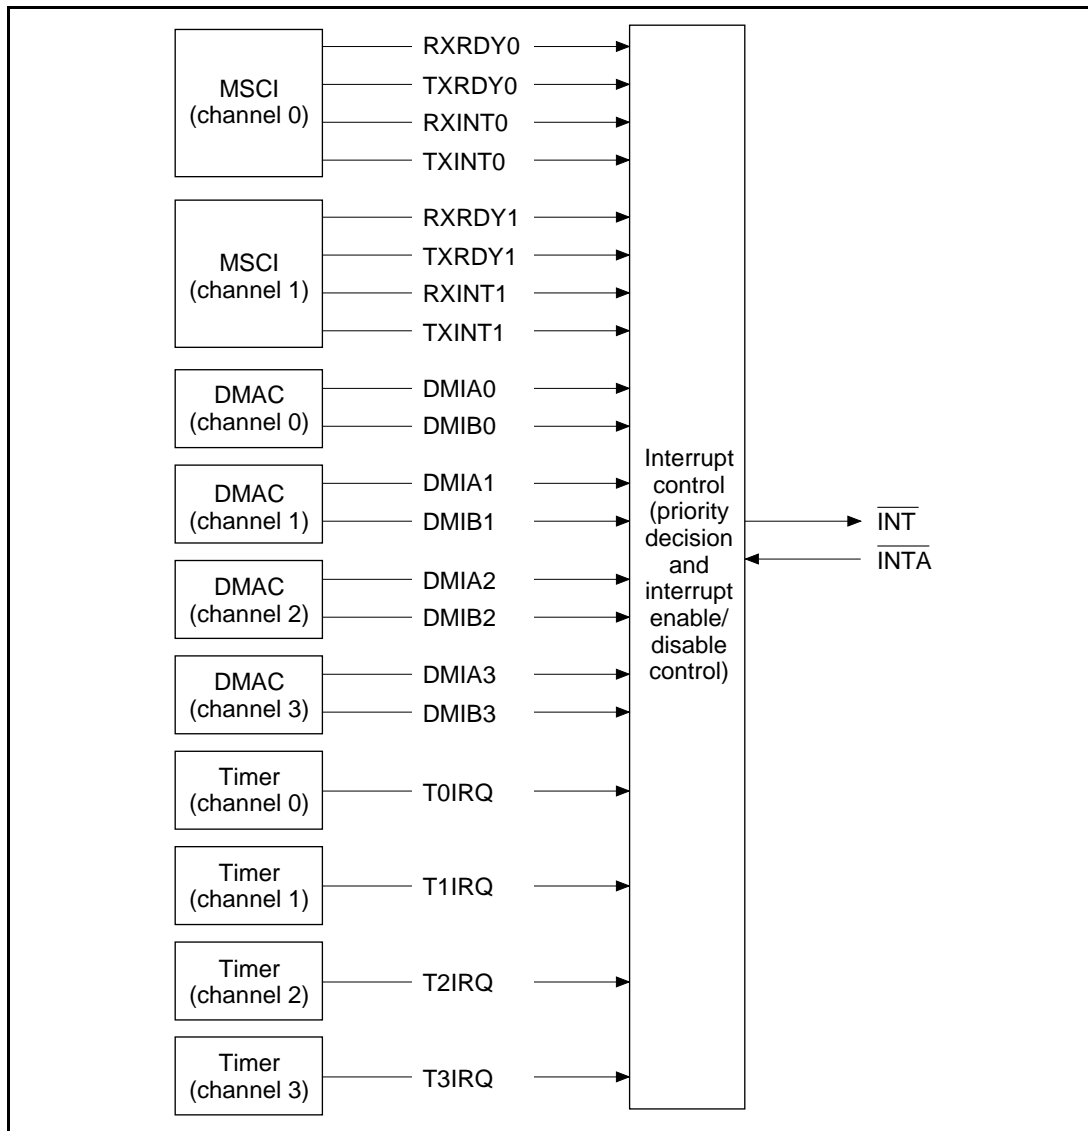 MSCI
(channel 0)
RXRDY0
TXRDY0
RXINT0
TXINT0
MSCI
(channel 1)
RXRDY1
TXRDY1
RXINT1
TXINT1
DMAC
(channel 0)
DMIA0
DMIB0
DMAC
(channel 1)
DMIA1
DMIB1
DMAC
(channel 2)
DMIA2
DMIB2
DMAC
(channel 3)
DMIA3
DMIB3
Timer
(channel 0)
T0IRQ
Timer
(channel 1)
T1IRQ
Timer
(channel 2)
T2IRQ
Timer
(channel 3)
T3IRQ
Interrupt
control
(priority
decision
and
interrupt
enable/
disable
control)
I̅N̅T̅
I̅N̅T̅A̅